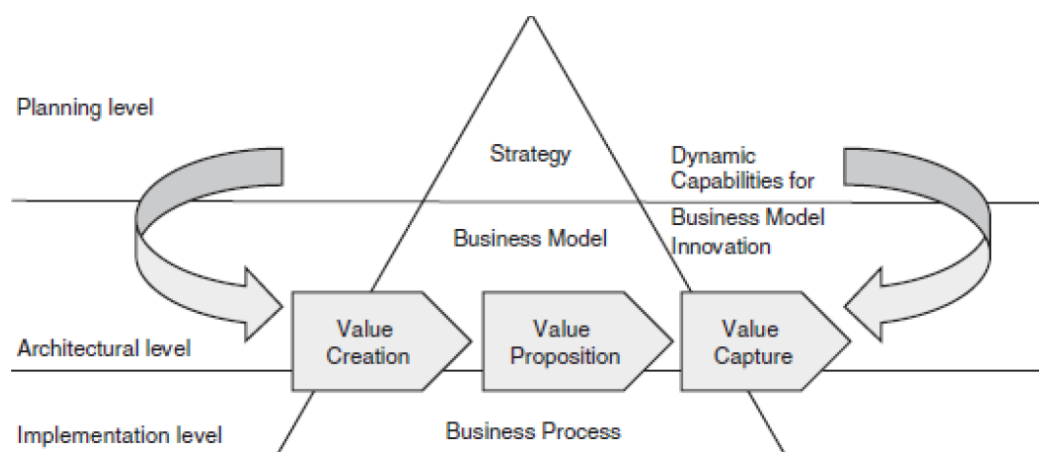 Planning level
Strategy
Dynamic
Capabilities for
Business Model
Innovation
Business Model
Value
Creation
Value
Proposition
Value
Capture
Architectural level
Business Process
Implementation level